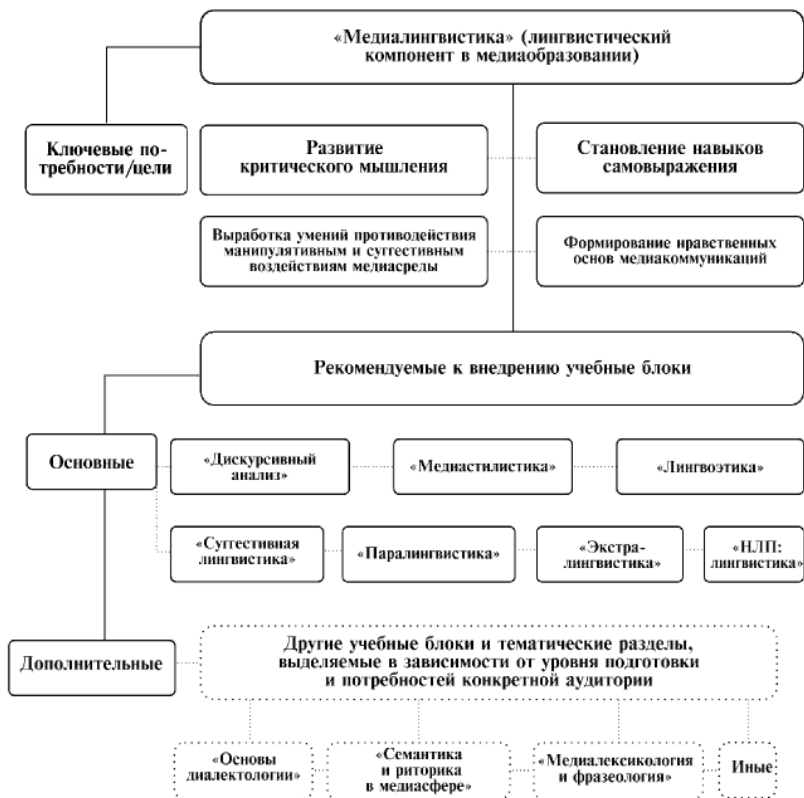 «Медиалингвистика» (лингвистический
компонент в медиаобразовании)
Ключевые по-
требности/цели
Развитие
критического мышления
Становление навыков
самовыражения
Выработка умений противодействия
манипулятивным и суггестивным
воздействиям медиасреды
Формирование нравственных
основ медиакоммуникаций
Рекомендуемые к внедрению учебные блоки
Основные
«Дискурсивный
анализ»
«Медиастилистика»
«Лингвоэтика»
«Суггестивная
лингвистика»
«Паралингвистика»
«Экстра-
лингвистика»
«НЛП:
лингвистика»
Дополнительные
Другие учебные блоки и тематические разделы,
выделяемые в зависимости от уровня подготовки
и потребностей конкретной аудитории
«Основы
диалектологии»
«Семантика
и риторика
в медиасфере»
«Медиалексикология
и фразеология»
Иные